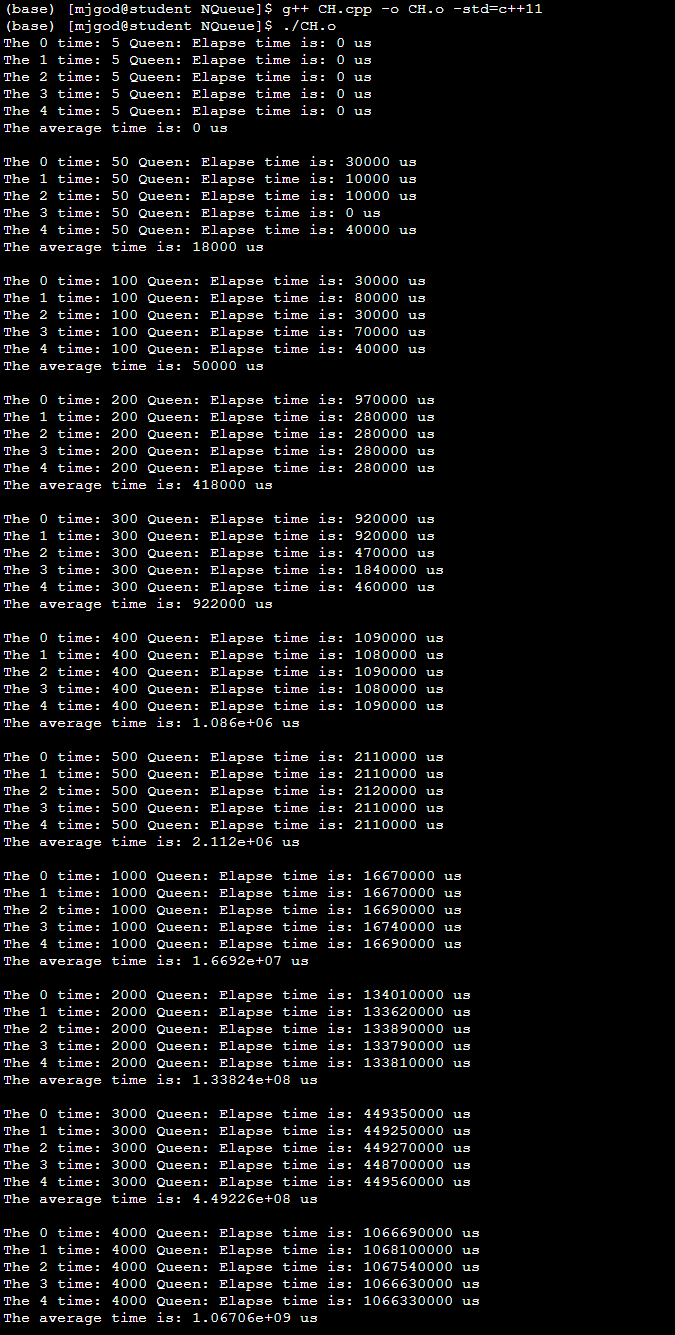 (base) [mjgod@student NQueue]$ g++ CH.cpp -o CH.o -std=c++11
(base) [mjgod@student NQueue]$ ./CH.o
The 0 time: 5 Queen: Elapse time is: 0 us
The 1 time: 5 Queen: Elapse time is: 0 us
The 2 time: 5 Queen: Elapse time is: 0 us
The 3 time: 5 Queen: Elapse time is: 0 us
The 4 time: 5 Queen: Elapse time is: 0 us
The average time is: 0 us

The 0 time: 50 Queen: Elapse time is: 30000 us
The 1 time: 50 Queen: Elapse time is: 10000 us
The 2 time: 50 Queen: Elapse time is: 10000 us
The 3 time: 50 Queen: Elapse time is: 0 us
The 4 time: 50 Queen: Elapse time is: 40000 us
The average time is: 18000 us

The 0 time: 100 Queen: Elapse time is: 30000 us
The 1 time: 100 Queen: Elapse time is: 80000 us
The 2 time: 100 Queen: Elapse time is: 30000 us
The 3 time: 100 Queen: Elapse time is: 70000 us
The 4 time: 100 Queen: Elapse time is: 40000 us
The average time is: 50000 us

The 0 time: 200 Queen: Elapse time is: 970000 us
The 1 time: 200 Queen: Elapse time is: 280000 us
The 2 time: 200 Queen: Elapse time is: 280000 us
The 3 time: 200 Queen: Elapse time is: 280000 us
The 4 time: 200 Queen: Elapse time is: 280000 us
The average time is: 418000 us

The 0 time: 300 Queen: Elapse time is: 920000 us
The 1 time: 300 Queen: Elapse time is: 920000 us
The 2 time: 300 Queen: Elapse time is: 470000 us
The 3 time: 300 Queen: Elapse time is: 1840000 us
The 4 time: 300 Queen: Elapse time is: 460000 us
The average time is: 922000 us

The 0 time: 400 Queen: Elapse time is: 1090000 us
The 1 time: 400 Queen: Elapse time is: 1080000 us
The 2 time: 400 Queen: Elapse time is: 1090000 us
The 3 time: 400 Queen: Elapse time is: 1080000 us
The 4 time: 400 Queen: Elapse time is: 1090000 us
The average time is: 1.086e+06 us

The 0 time: 500 Queen: Elapse time is: 2110000 us
The 1 time: 500 Queen: Elapse time is: 2110000 us
The 2 time: 500 Queen: Elapse time is: 2120000 us
The 3 time: 500 Queen: Elapse time is: 2110000 us
The 4 time: 500 Queen: Elapse time is: 2110000 us
The average time is: 2.112e+06 us

The 0 time: 1000 Queen: Elapse time is: 16670000 us
The 1 time: 1000 Queen: Elapse time is: 16670000 us
The 2 time: 1000 Queen: Elapse time is: 16690000 us
The 3 time: 1000 Queen: Elapse time is: 16740000 us
The 4 time: 1000 Queen: Elapse time is: 16690000 us
The average time is: 1.6692e+07 us

The 0 time: 2000 Queen: Elapse time is: 134010000 us
The 1 time: 2000 Queen: Elapse time is: 133620000 us
The 2 time: 2000 Queen: Elapse time is: 133890000 us
The 3 time: 2000 Queen: Elapse time is: 133790000 us
The 4 time: 2000 Queen: Elapse time is: 133810000 us
The average time is: 1.33824e+08 us

The 0 time: 3000 Queen: Elapse time is: 449350000 us
The 1 time: 3000 Queen: Elapse time is: 449250000 us
The 2 time: 3000 Queen: Elapse time is: 449270000 us
The 3 time: 3000 Queen: Elapse time is: 448700000 us
The 4 time: 3000 Queen: Elapse time is: 449560000 us
The average time is: 4.49226e+08 us

The 0 time: 4000 Queen: Elapse time is: 1066690000 us
The 1 time: 4000 Queen: Elapse time is: 1068100000 us
The 2 time: 4000 Queen: Elapse time is: 1067540000 us
The 3 time: 4000 Queen: Elapse time is: 1066630000 us
The 4 time: 4000 Queen: Elapse time is: 1066330000 us
The average time is: 1.06706e+09 us